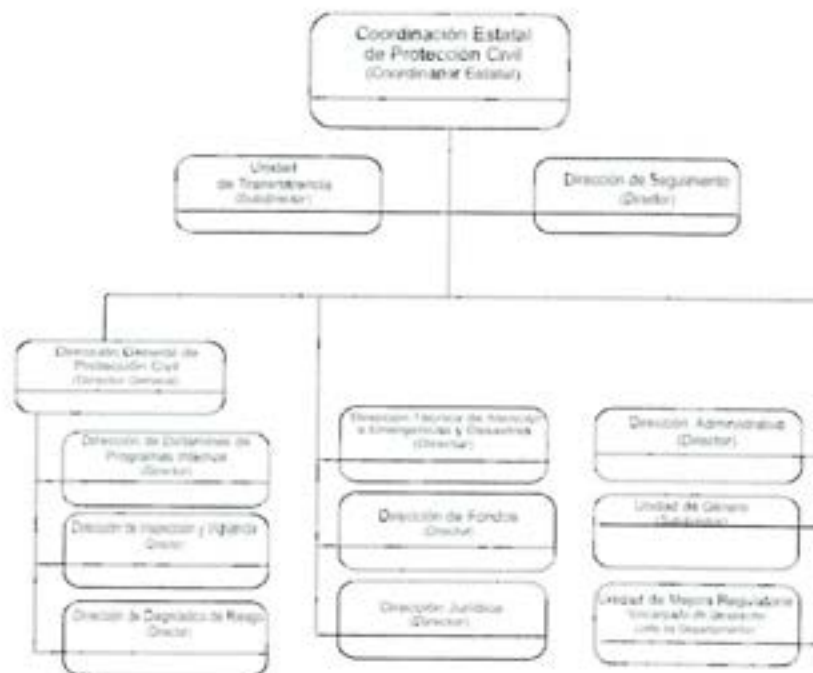 Coordinación Estatal
de Protección Civil
(Coordinador Estatal)
Unidad
de Transparencia
(Subdirector)
Dirección de Seguimiento
(Director)
Dirección General de
Protección Civil
(Director General)
Dirección de Dictámenes de
Programas Internos
(Director)
Dirección de Inspección y Vigilancia
Director
Dirección de Diagnóstico de Riesgo
Director
Dirección Técnica de Atención
a Emergencias y Desastres
(Director)
Dirección de Fondos
(Director)
Dirección Jurídica
(Director)
Dirección Administrativa
(Director)
Unidad de Género
(Subdirector)
Unidad de Mejora Regulatoria
Encargado de Despacho
Jefe de Departamento